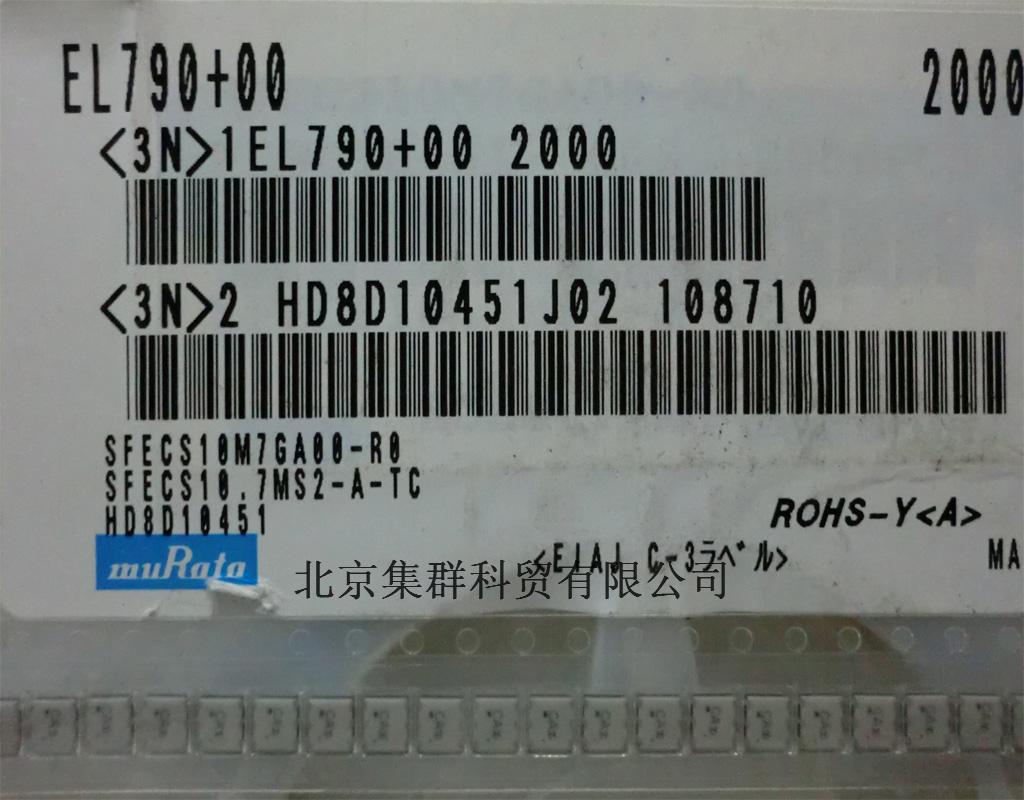 EL790+00 2000
<3N>1EL790+00 2000
<3N>2 HD8D10451J02 108710
SFECS10M7GA00-R0
SFECS10.7MS2-A-TC
HD8D10451
ROHS-Y<A>
muRata
<EIAJ C-3ラベル> MA
北京集群科贸有限公司